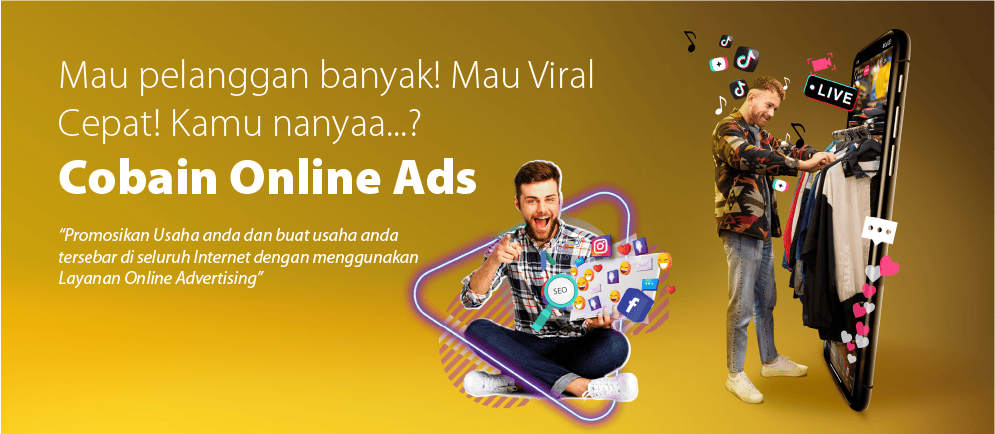 Mau pelanggan banyak! Mau Viral
Cepat! Kamu nanyaa...?
Cobain Online Ads
“Promosikan Usaha anda dan buat usaha anda
tersebar di seluruh Internet dengan menggunakan
Layanan Online Advertising”
SEO
LIVE